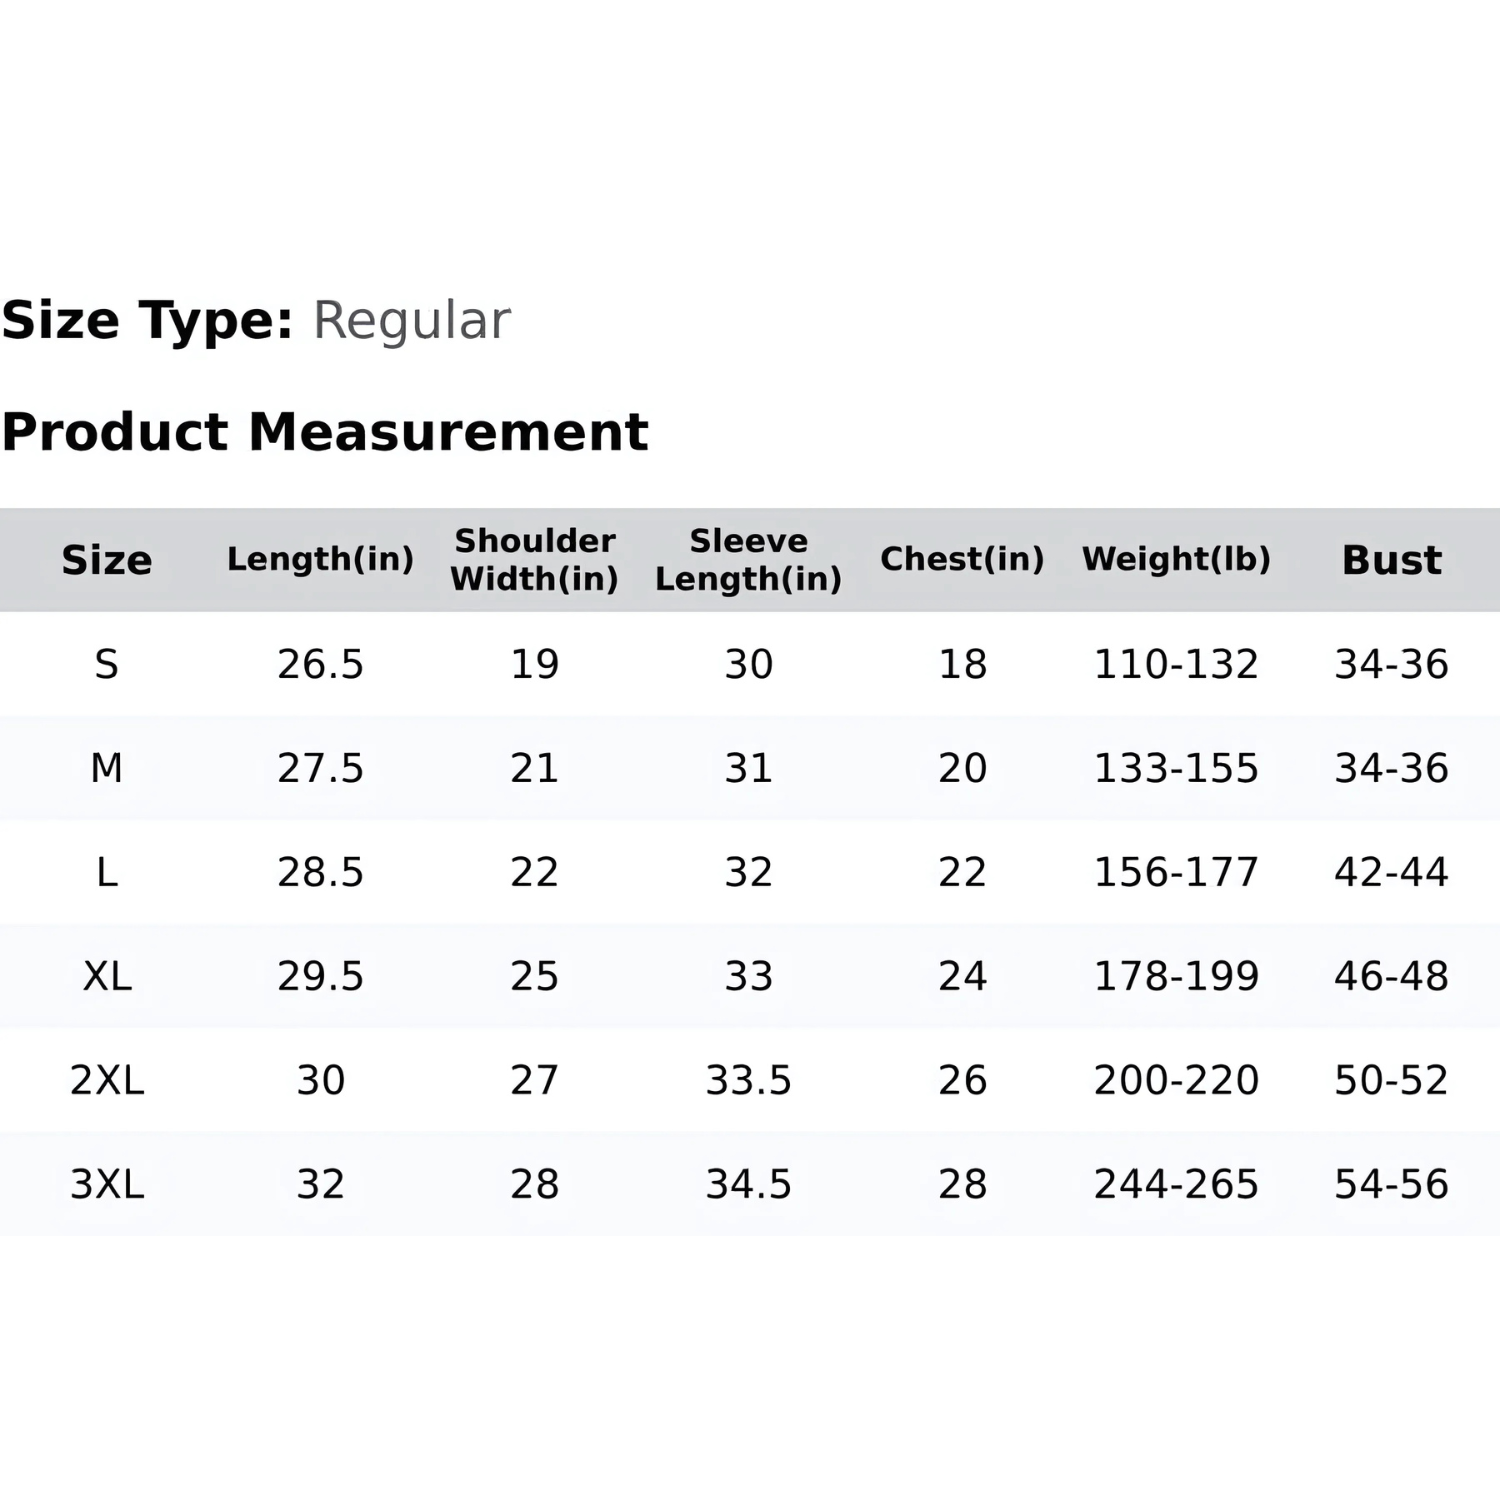 Size Type: Regular
Product Measurement
Size Length(in) Shoulder Width(in) Sleeve Length(in) Chest(in) Weight(lb) Bust
S 26.5 19 30 18 110-132 34-36
M 27.5 21 31 20 133-155 34-36
L 28.5 22 32 22 156-177 42-44
XL 29.5 25 33 24 178-199 46-48
2XL 30 27 33.5 26 200-220 50-52
3XL 32 28 34.5 28 244-265 54-56